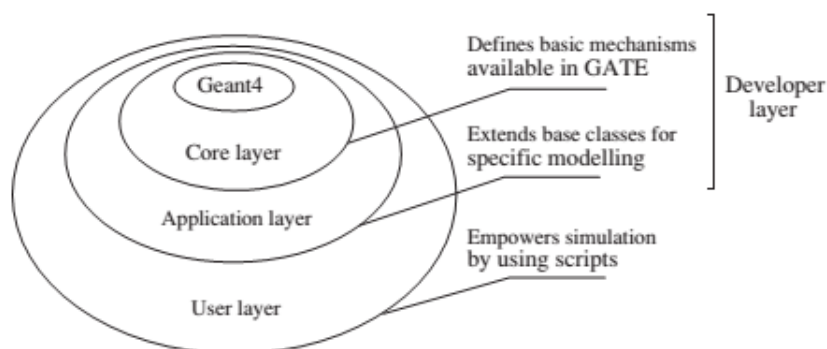 Geant4
Core layer
Application layer
User layer
Defines basic mechanisms
available in GATE
Extends base classes for
specific modelling
Empowers simulation
by using scripts
Developer
layer